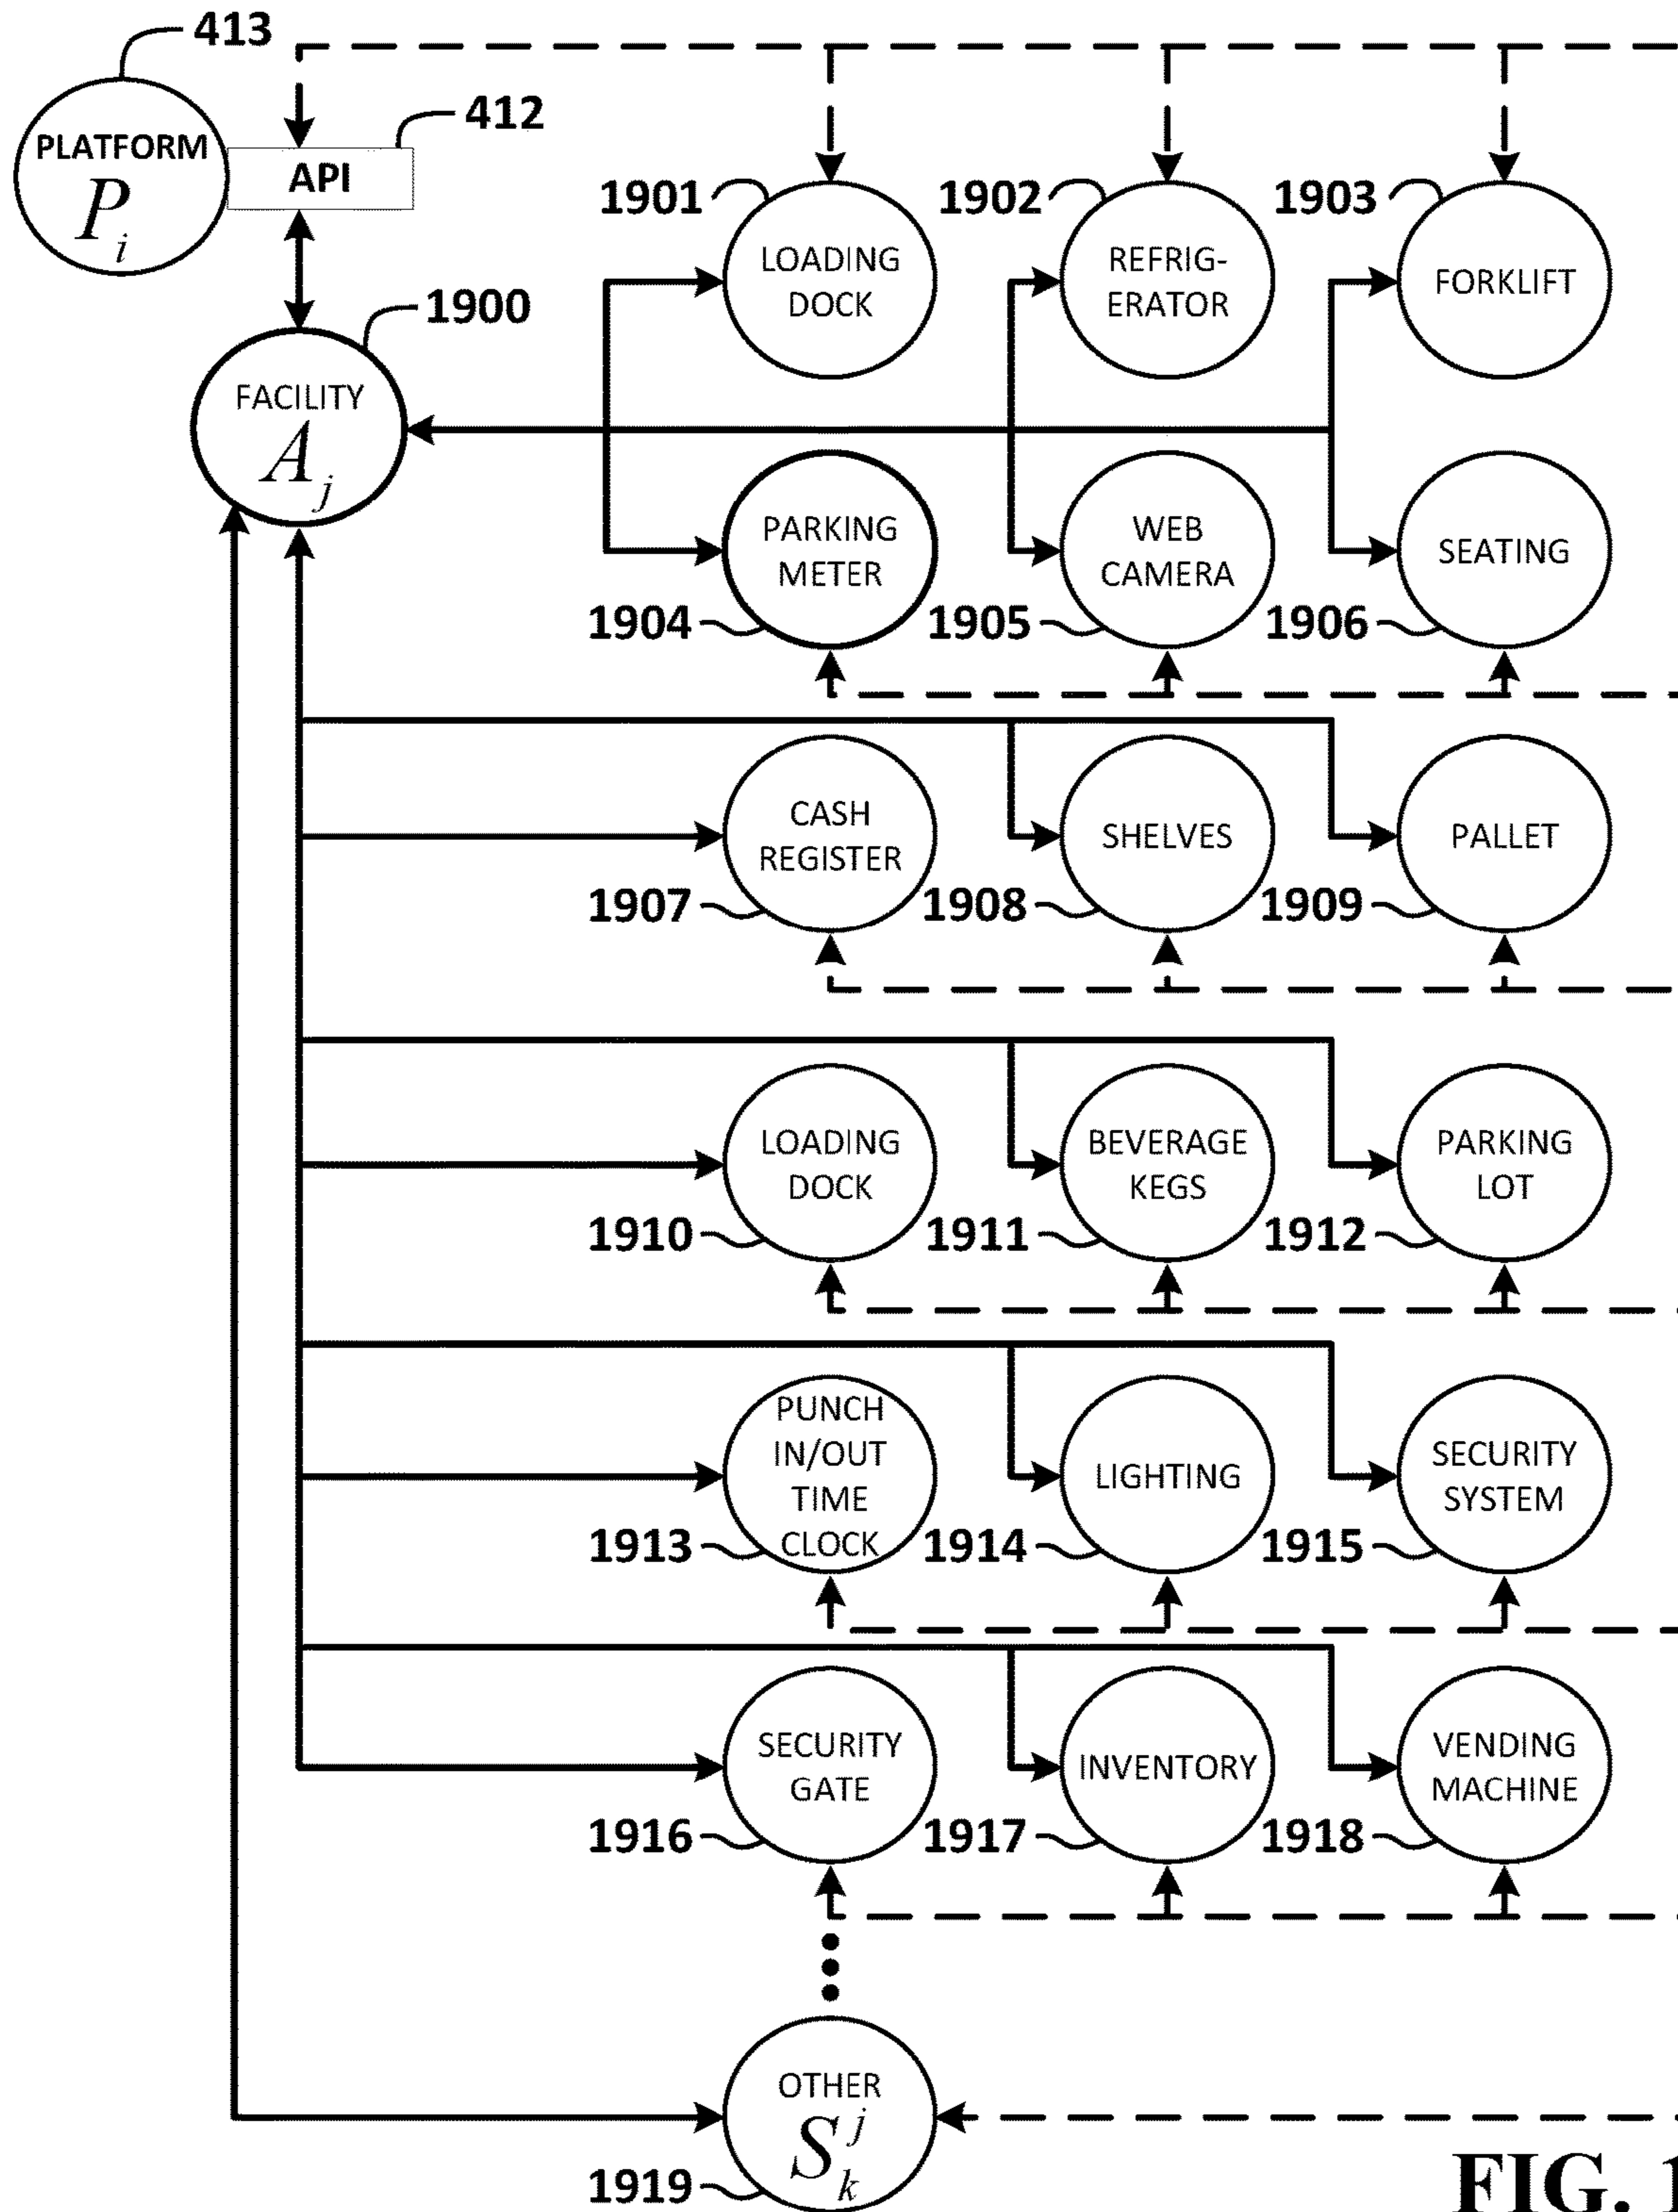 413
PLATFORM
P i
412
API
1900
FACILITY
A j
1901
LOADING
DOCK
1902
REFRIG-
ERATOR
1903
FORKLIFT
PARKING
METER
1904
WEB
CAMERA
1905
SEATING
1906
CASH
REGISTER
1907
SHELVES
1908
PALLET
1909
LOADING
DOCK
1910
BEVERAGE
KEGS
1911
PARKING
LOT
1912
PUNCH
IN/OUT
TIME
CLOCK
1913
LIGHTING
1914
SECURITY
SYSTEM
1915
SECURITY
GATE
1916
INVENTORY
1917
VENDING
MACHINE
1918
OTHER
S j k
1919
FIG. 1